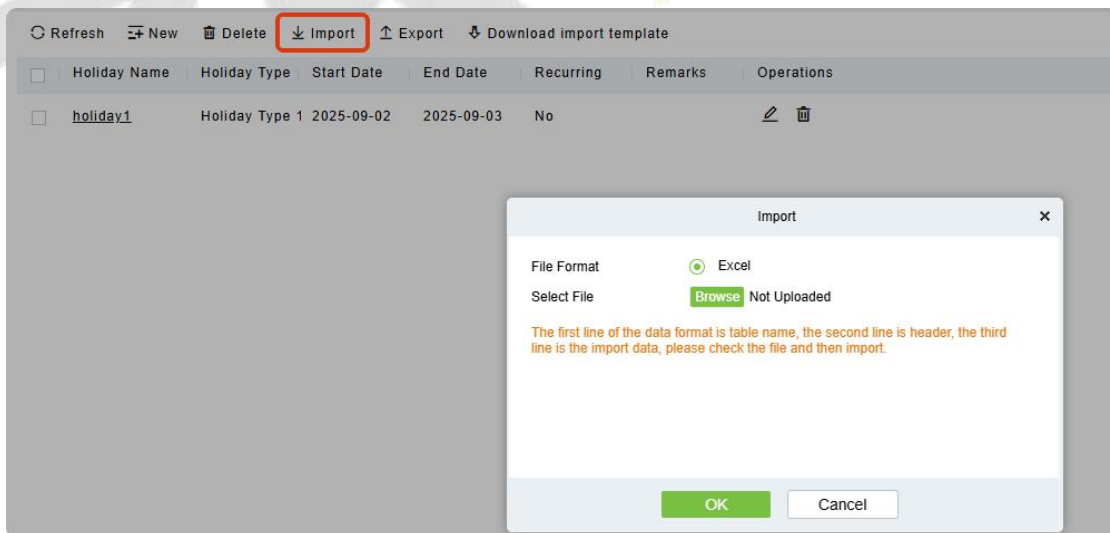 Refresh New Delete Import Export Download import template
Holiday Name Holiday Type Start Date End Date Recurring Remarks Operations
holiday1 Holiday Type 1 2025-09-02 2025-09-03 No
Import
File Format Excel
Select File Browse Not Uploaded
The first line of the data format is table name, the second line is header, the third
line is the import data, please check the file and then import.
OK Cancel